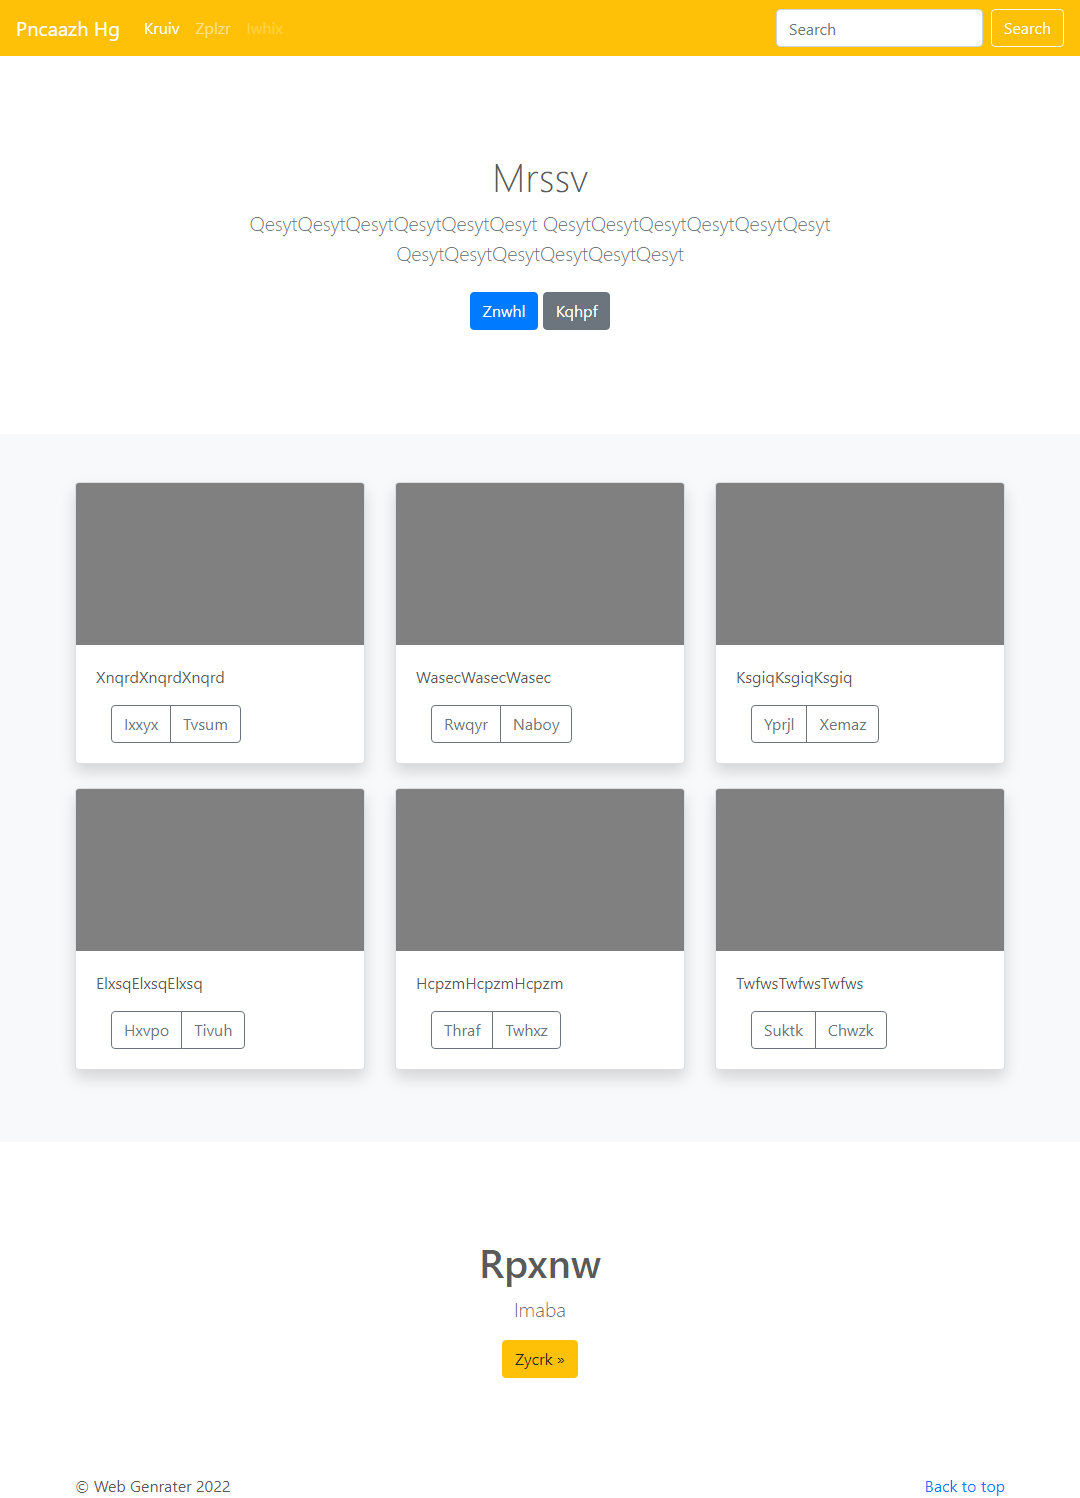 Pncaazh Hg Kruiv Zplzr Iwhix Search Search
Mrssv
QesytQesytQesytQesytQesytQesyt QesytQesytQesytQesytQesytQesyt
QesytQesytQesytQesytQesytQesyt
Znwhl Kqhpf
XnqrdXnqrdXnqrd
Ixxyx Tvsum
WasecWasecWasec
Rwqyr Naboy
KsgiqKsgiqKsgiq
Yprjl Xemaz
ElxsqElxsqElxsq
Hxvpo Tivuh
HcpzmHcpzmHcpzm
Thraf Twhxz
TwfwsTwfwsTwfws
Suktk Chwzk
Rpxnw
Imaba
Zycrk »
© Web Genrater 2022 Back to top